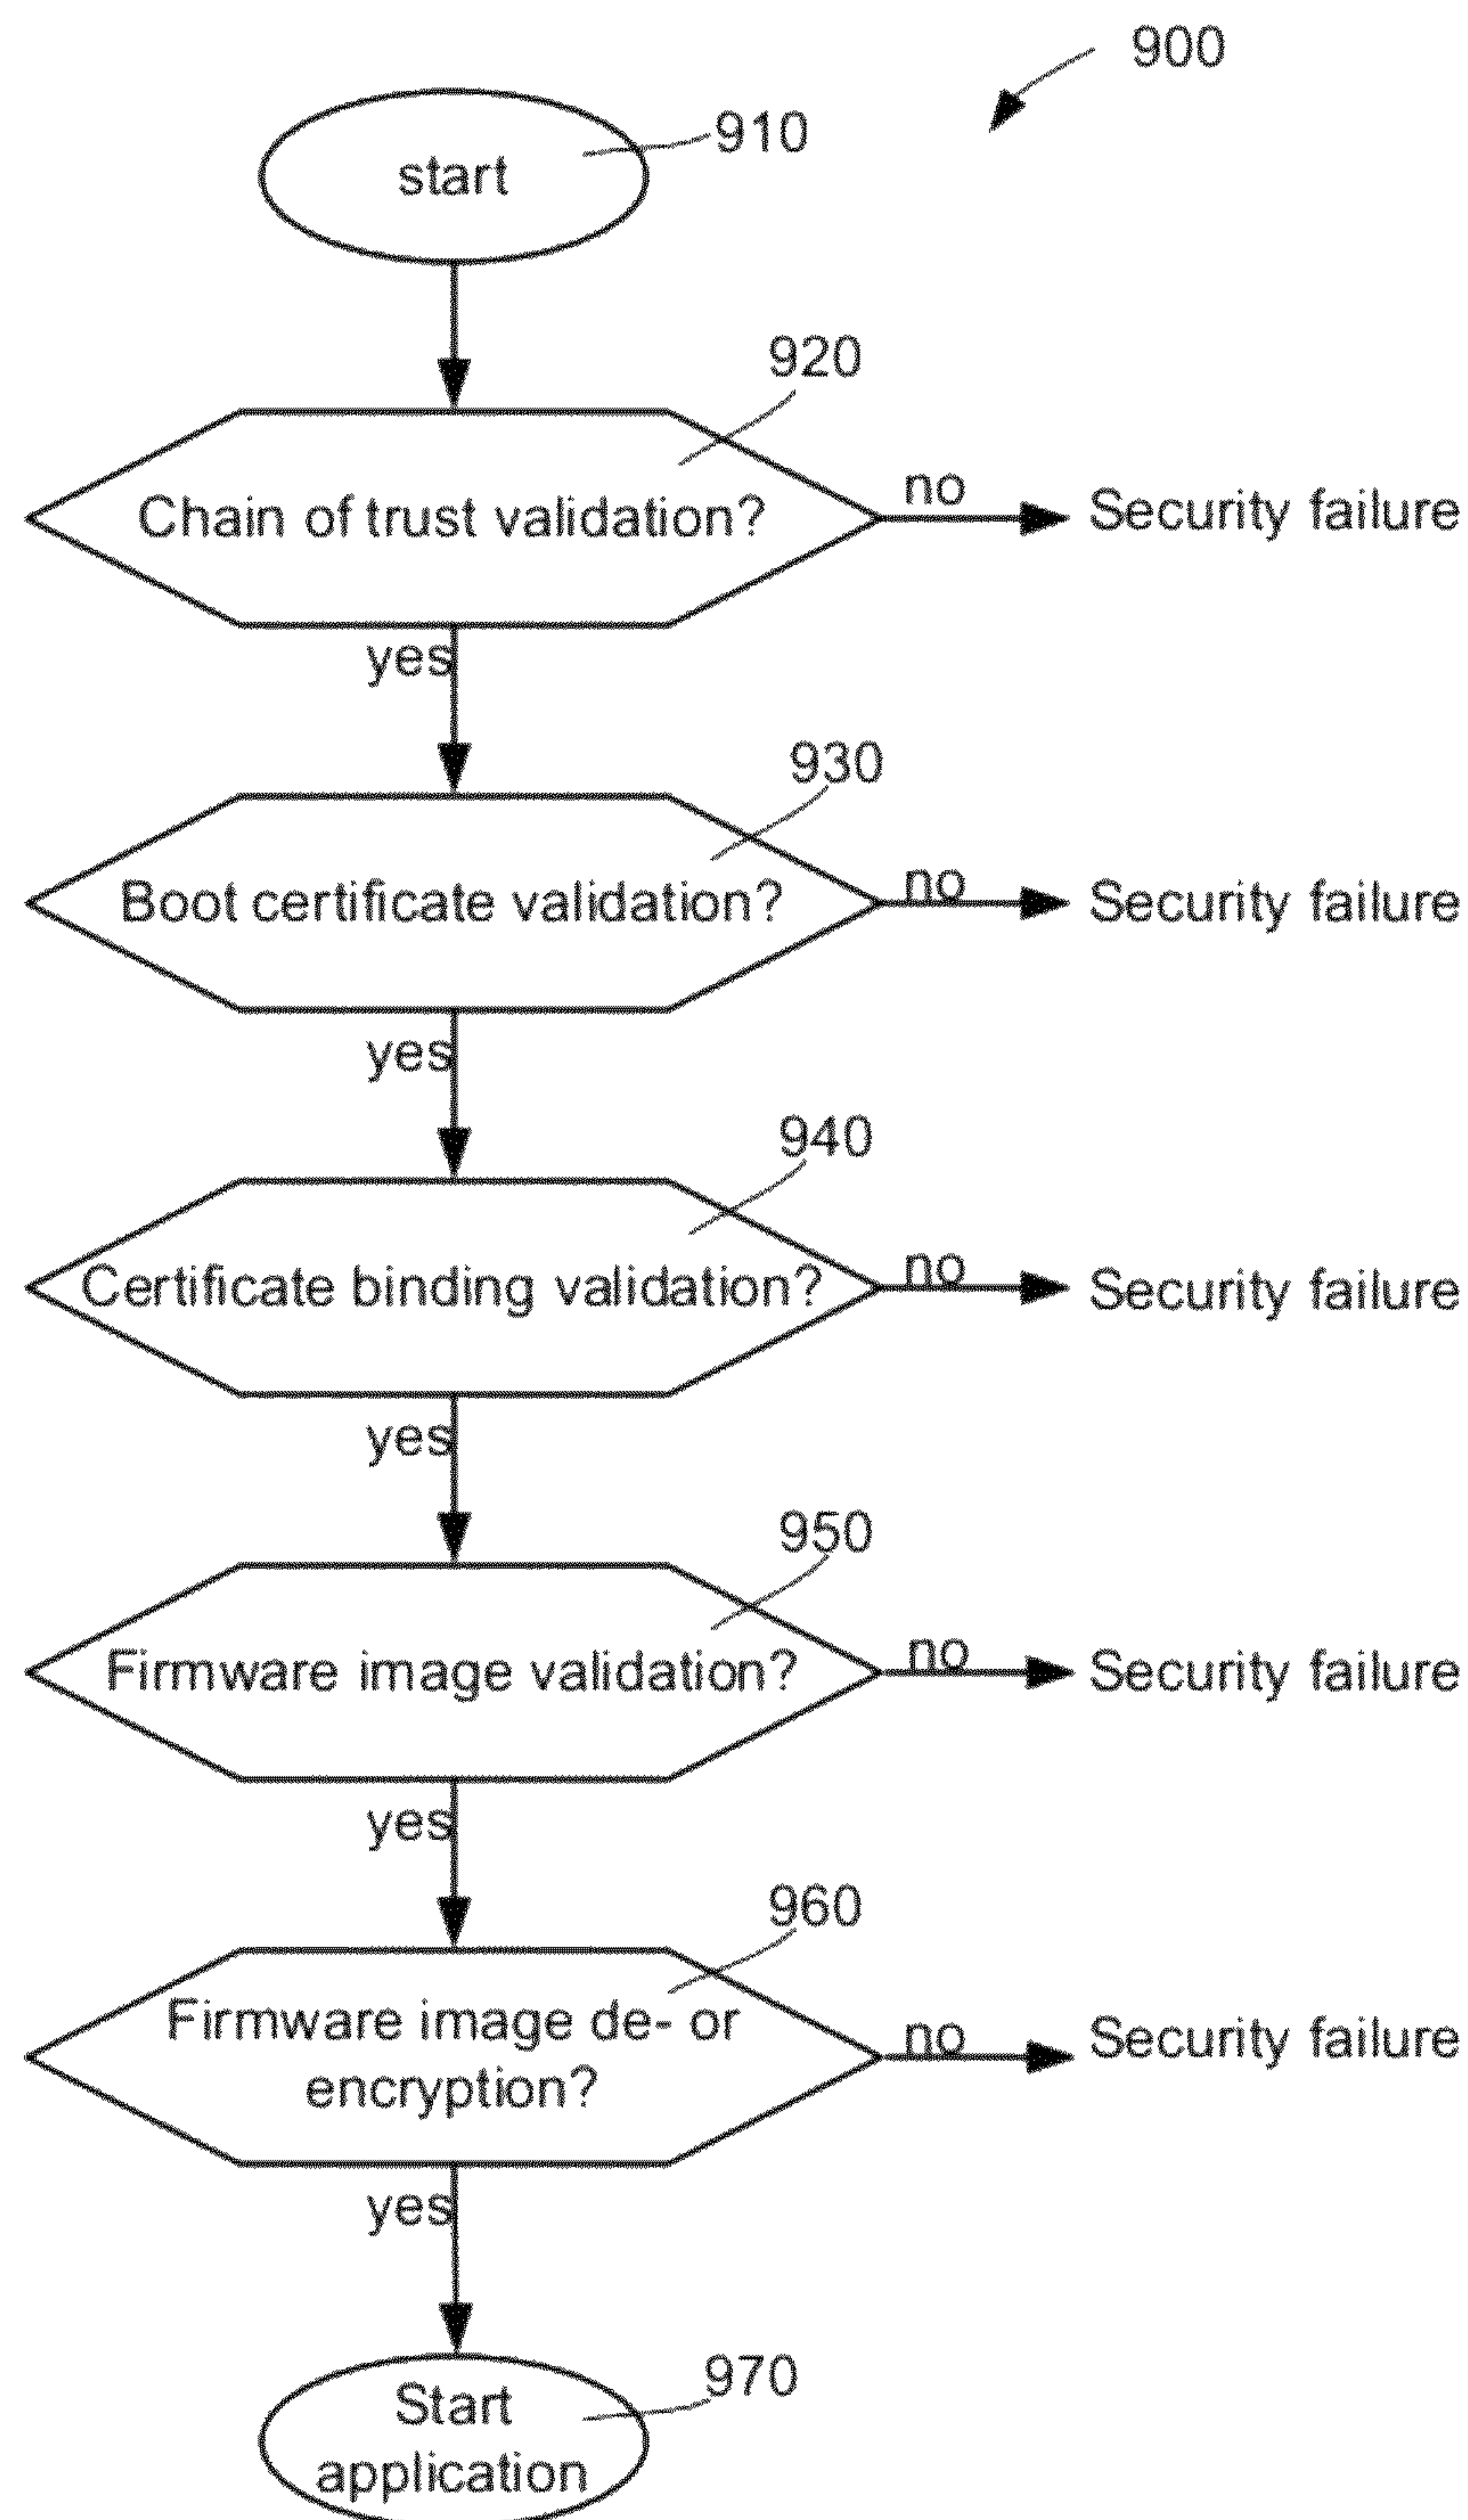 900
910
start
920
Chain of trust validation?
no
Security failure
yes
930
Boot certificate validation?
no
Security failure
yes
940
Certificate binding validation?
no
Security failure
yes
950
Firmware image validation?
no
Security failure
yes
960
Firmware image de- or
encryption?
no
Security failure
yes
970
Start
application